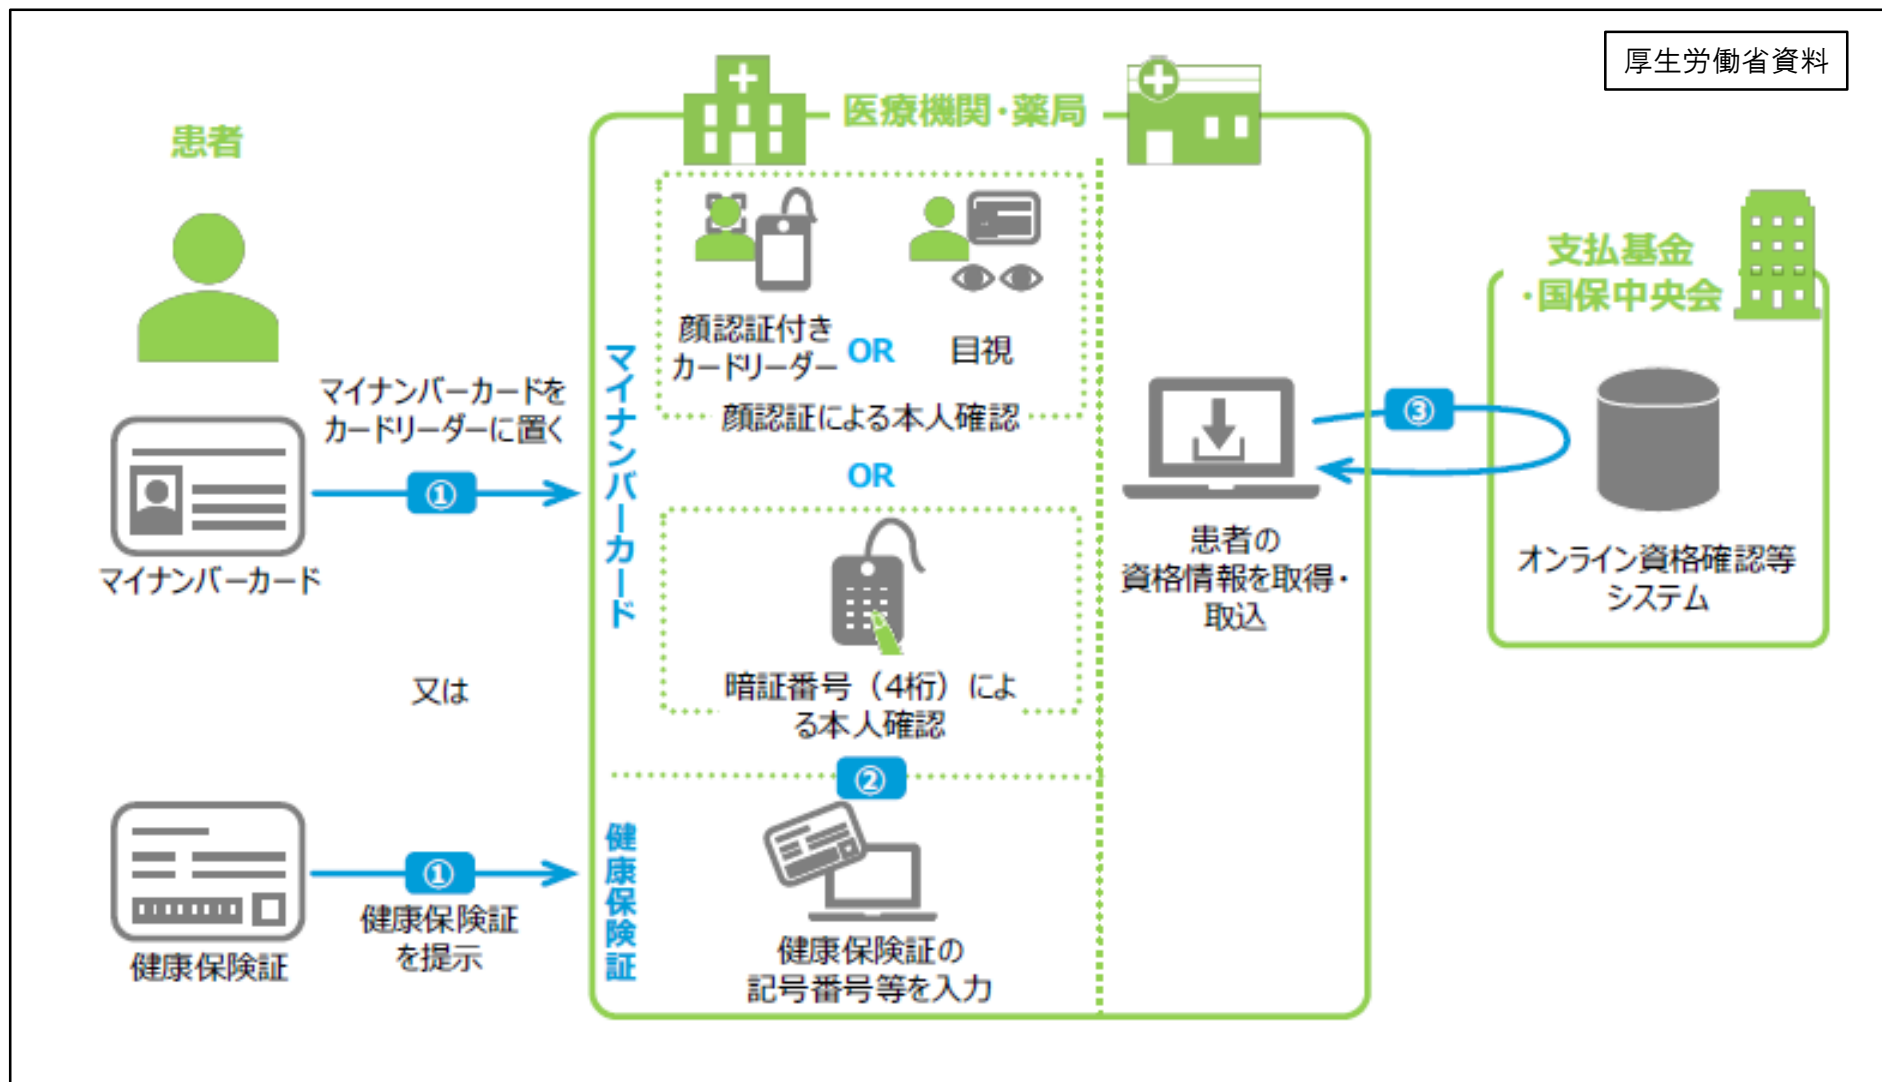 厚生労働省資料
患者
医療機関・薬局
支払基金
・国保中央会
マイナンバーカードを
カードリーダーに置く
①
マイナンバーカード
又は
①
健康保険証
を提示
健康保険証
マイナンバーカード
顔認証付き
カードリーダー
OR
目視
顔認証による本人確認
OR
暗証番号（4桁）によ
る本人確認
②
健康保険証
健康保険証の
記号番号等を入力
患者の
資格情報を取得・
取込
③
オンライン資格確認等
システム